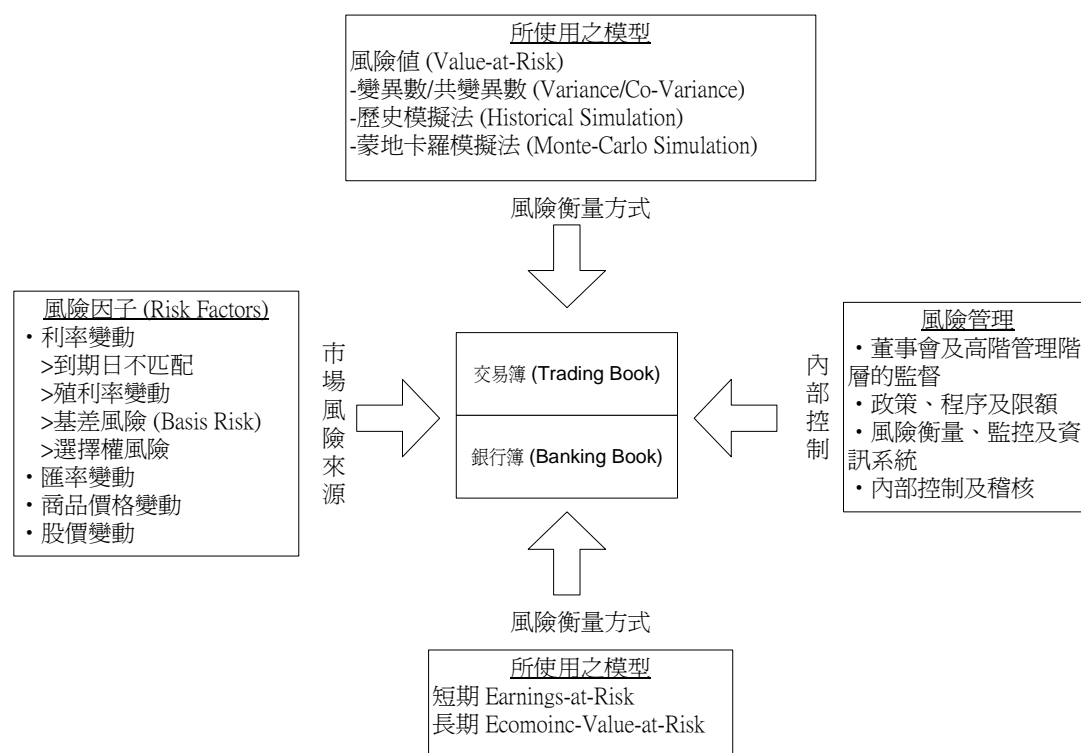 所使用之模型
風險值 (Value-at-Risk)
-變異數/共變異數 (Variance/Co-Variance)
-歷史模擬法 (Historical Simulation)
-蒙地卡羅模擬法 (Monte-Carlo Simulation)
風險衡量方式
風險因子 (Risk Factors)
・利率變動
>到期日不匹配
>殖利率變動
>基差風險 (Basis Risk)
>選擇權風險
・匯率變動
・商品價格變動
・股價變動
市場風險來源
交易簿 (Trading Book)
銀行簿 (Banking Book)
內部控制
風險管理
・董事會及高階管理階
層的監督
・政策、程序及限額
・風險衡量、監控及資
訊系統
・內部控制及稽核
風險衡量方式
所使用之模型
短期 Earnings-at-Risk
長期 Ecomoinc-Value-at-Risk